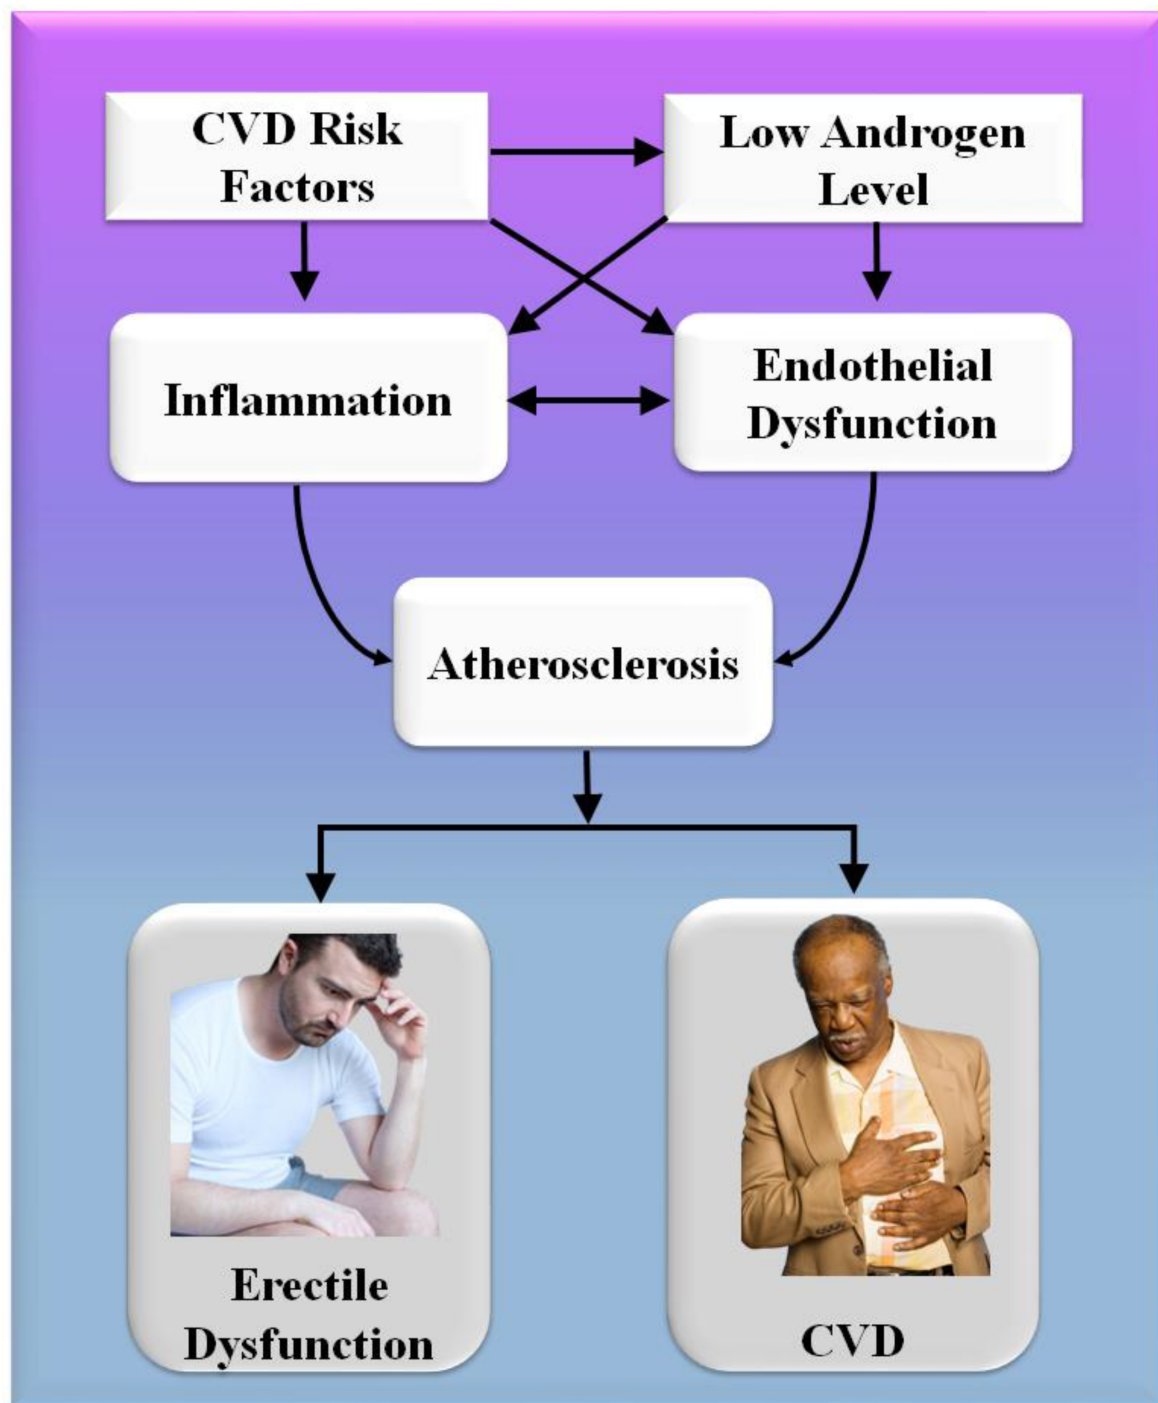 CVD Risk
Factors
Low Androgen
Level
Inflammation
Endothelial
Dysfunction
Atherosclerosis
Erectile
Dysfunction
CVD